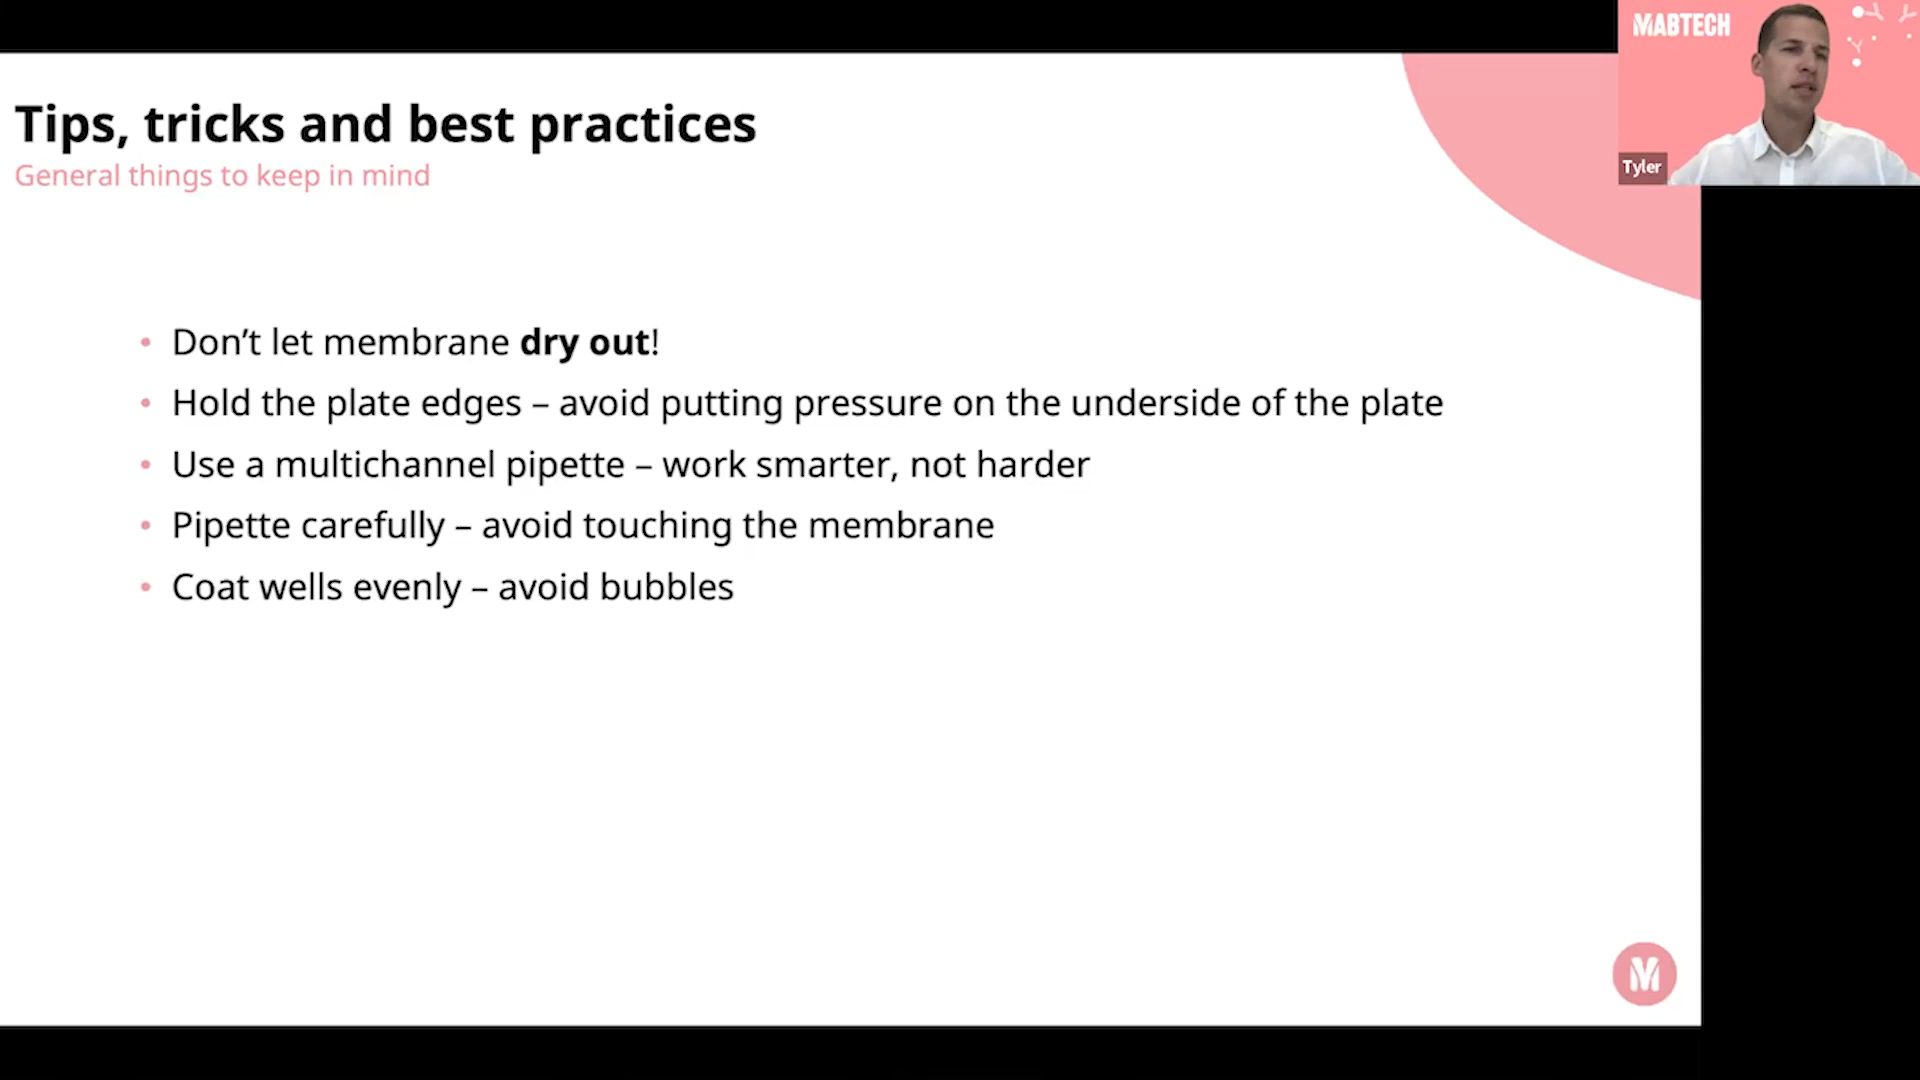 Tips, tricks and best practices
General things to keep in mind
• Don’t let membrane dry out!
• Hold the plate edges – avoid putting pressure on the underside of the plate
• Use a multichannel pipette – work smarter, not harder
• Pipette carefully – avoid touching the membrane
• Coat wells evenly – avoid bubbles
MABTECH
Tyler
M